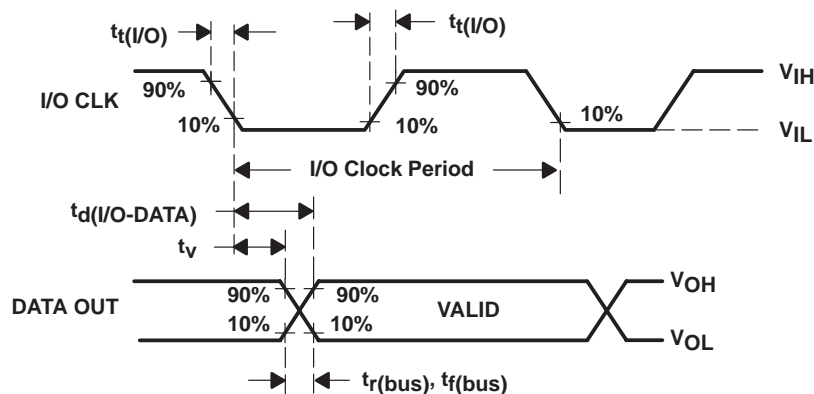 tt(I/O)
tt(I/O)
VIH
90%
90%
I/O CLK
10%
10%
10%
VIL
I/O Clock Period
td(I/O-DATA)
tv
VOH
90%
90%
DATA OUT
VALID
10%
10%
VOL
tr(bus), tf(bus)